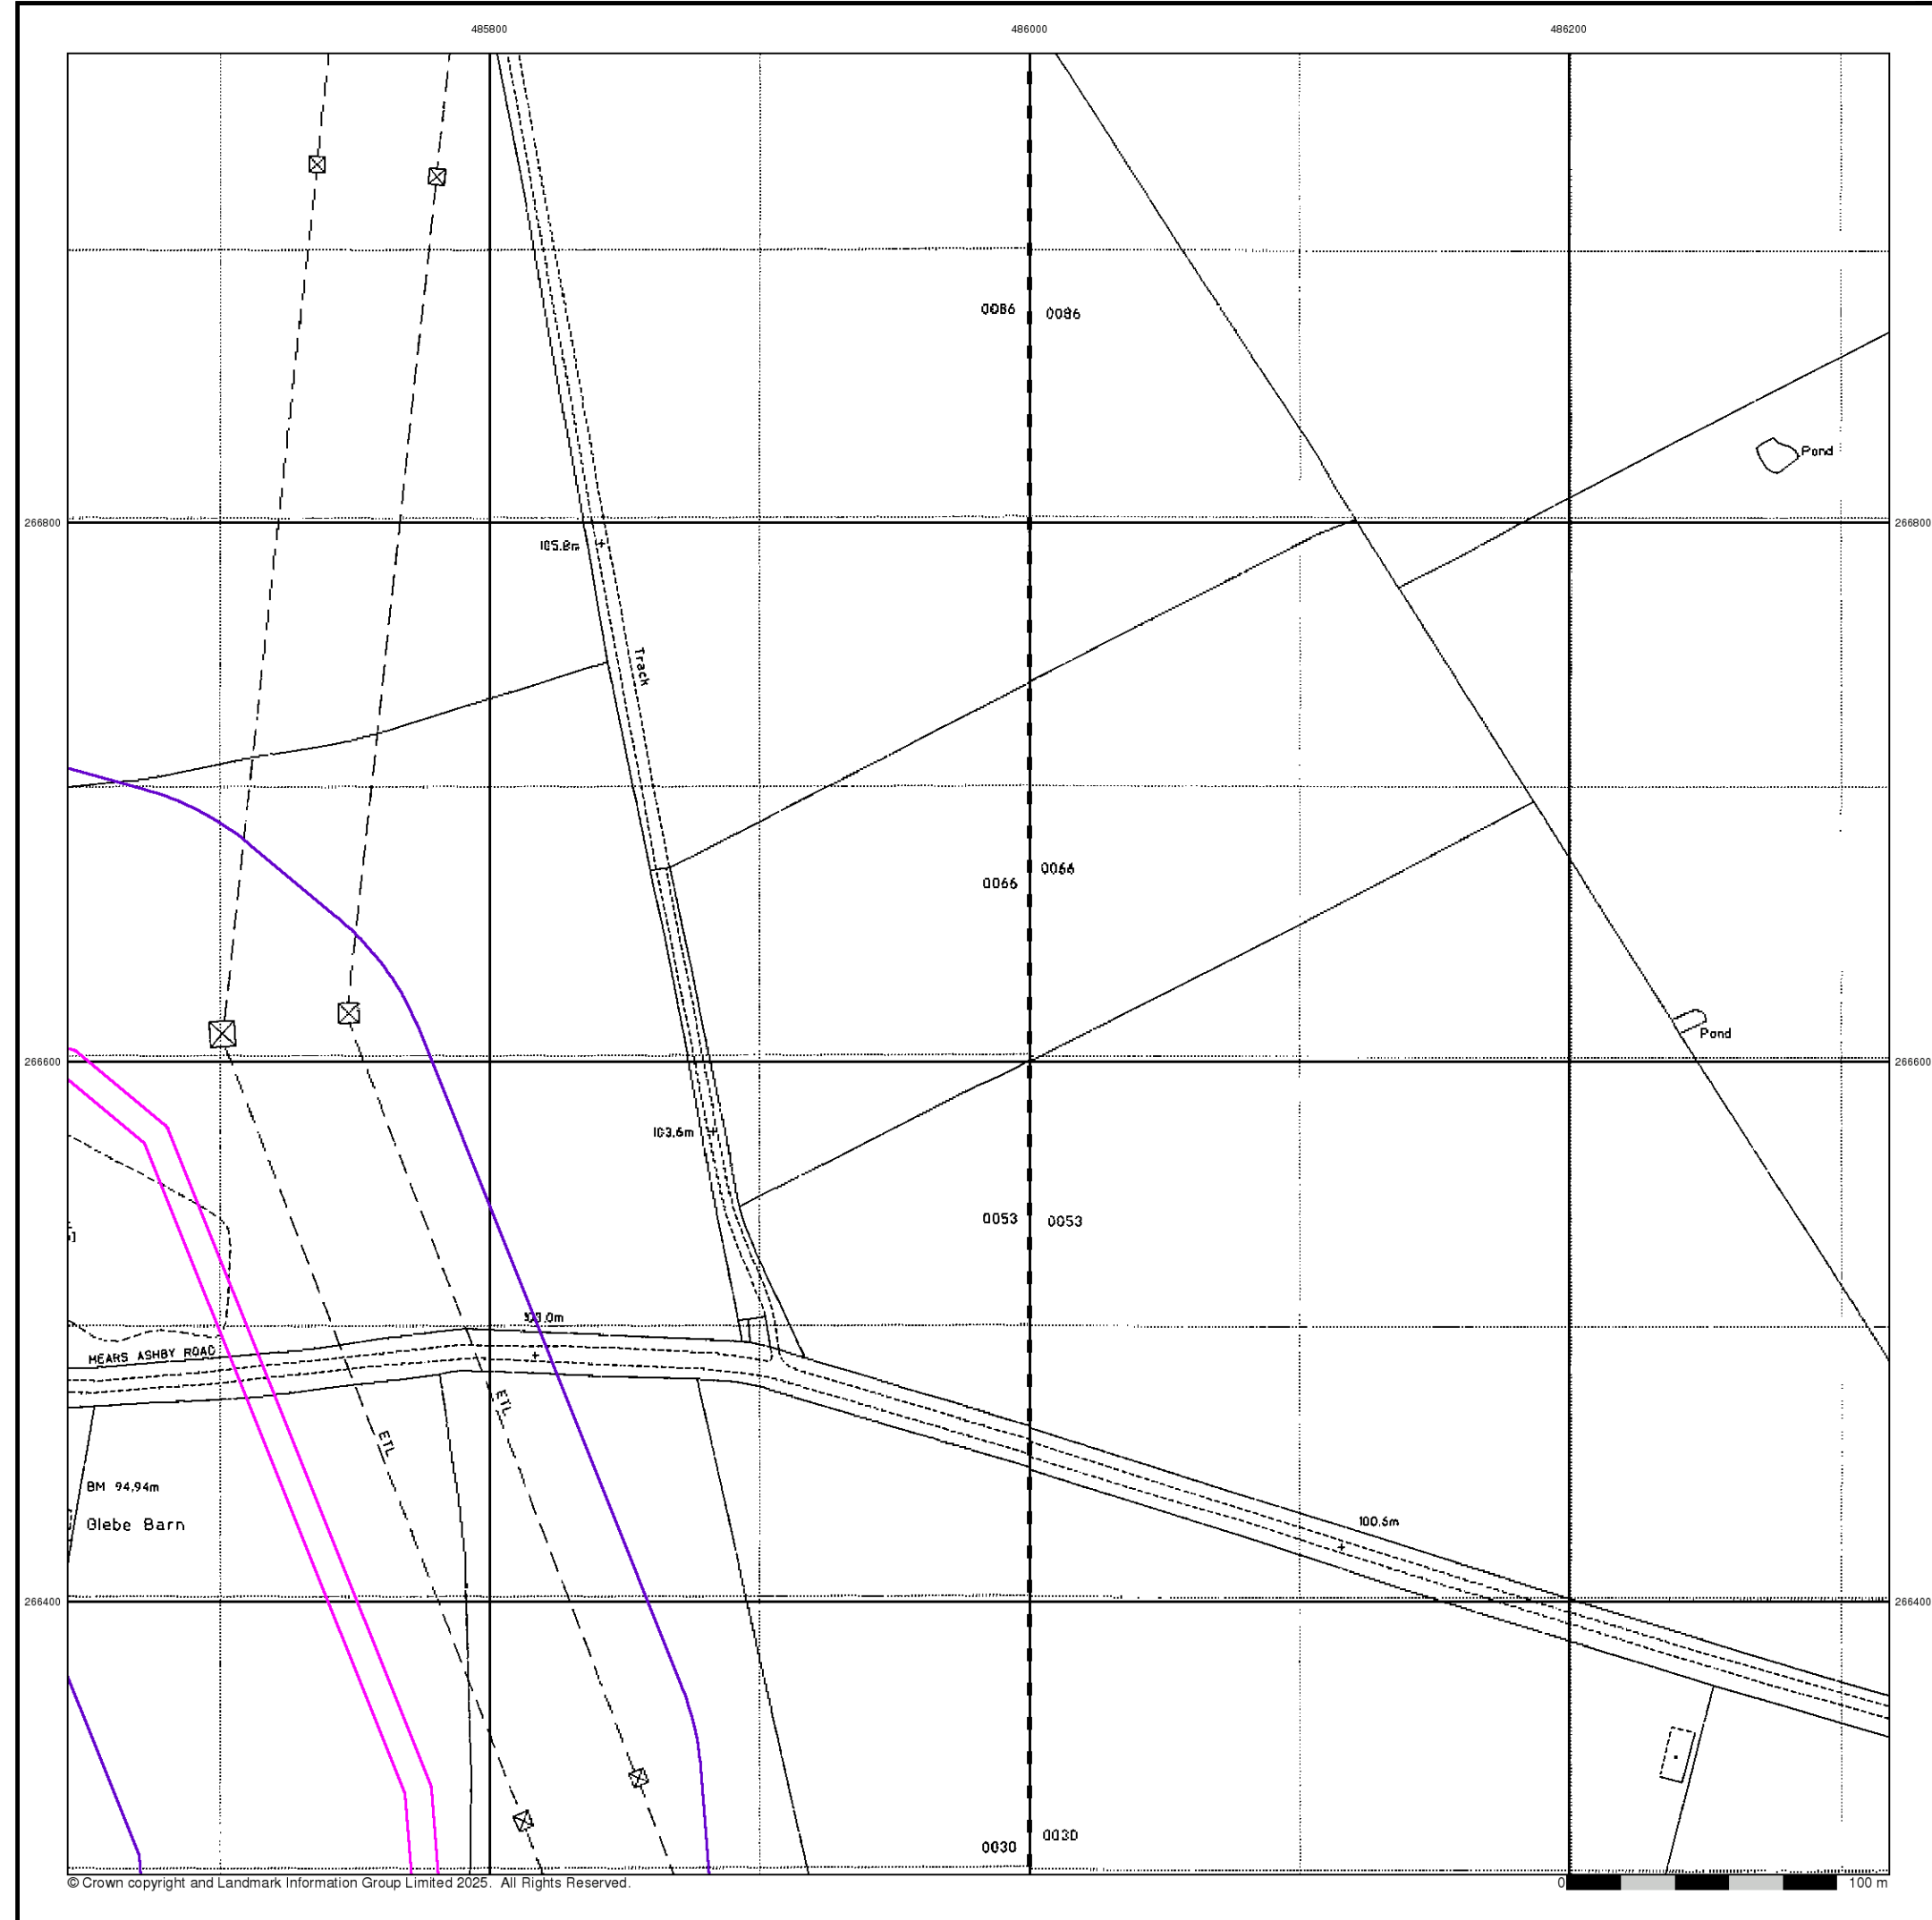 485800 486000 486200
0086 0086
Pond
266800 266800
105.8m
Track
0066 0066
Pond
266600 266600
103.6m
0053 0053
103.0m
MEARS ASHBY ROAD
ETL
ETL
BM 94.94m
Glebe Barn
100.6m
266400 266400
0030 0030
© Crown copyright and Landmark Information Group Limited 2025. All Rights Reserved.
0 100 m